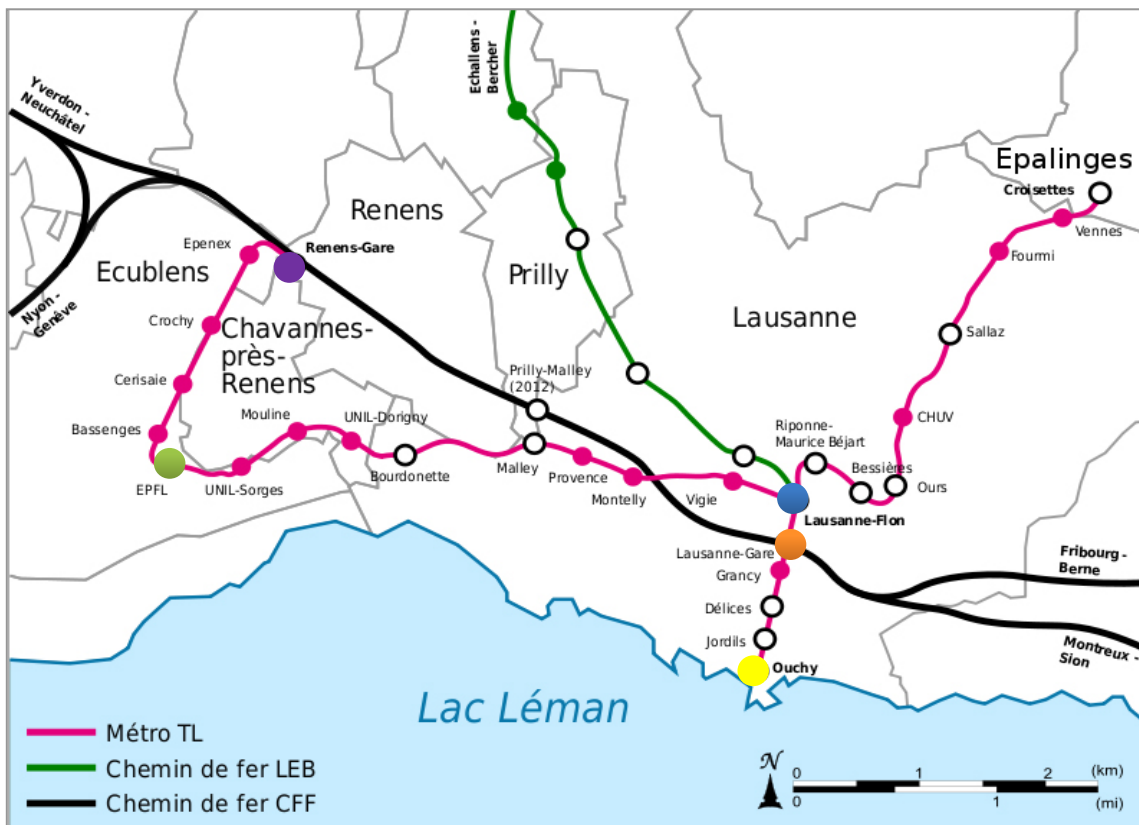 Echallens -
Bercher
Yverdon -
Neuchâtel
Epalinges
Croisettes
Vennes
Renens
Epenex
Renens-Gare
Fourmi
Ecublens
Prilly
Nyon -
Genève
Lausanne
Crochy
Chavannes-
près-
Renens
Sallaz
Prilly-Malley
(2012)
Cerisaie
Mouline
UNIL-Dorigny
CHUV
Riponne-
Maurice Béjart
Bassenges
Malley
Bessières
Bourdonette
Provence
EPFL
UNIL-Sorges
Montelly
Vigie
Ours
Lausanne-Flon
Lausanne-Gare
Fribourg -
Berne
Grancy
Délices
Jordils
Montreux -
Sion
Ouchy
Lac Léman
Métro TL
Chemin de fer LEB
Chemin de fer CFF
N
0 1 2 (km)
0 1 (mi)